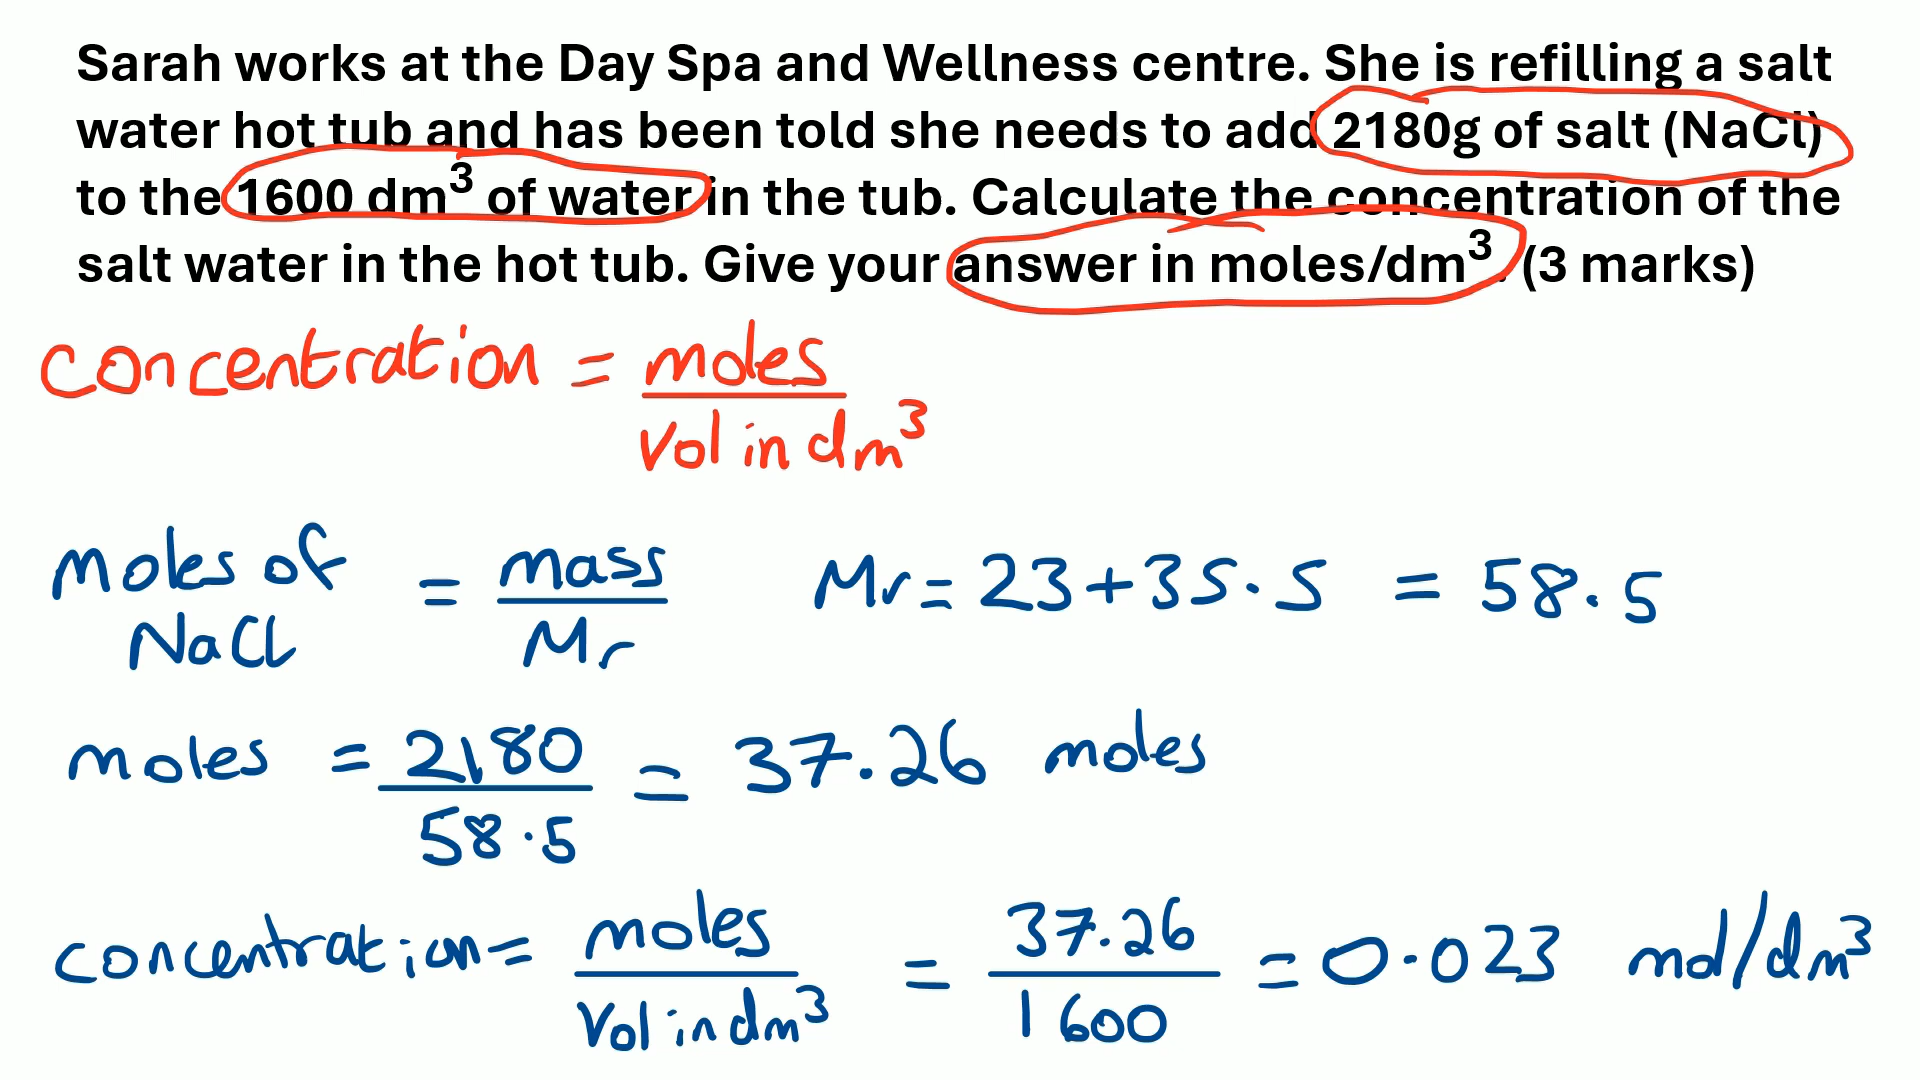 Sarah works at the Day Spa and Wellness centre. She is refilling a salt
water hot tub and has been told she needs to add 2180g of salt (NaCl)
to the 1600 dm³ of water in the tub. Calculate the concentration of the
salt water in the hot tub. Give your answer in moles/dm³. (3 marks)
concentration = moles
vol in dm³
moles of NaCl = mass
Mr
Mr = 23 + 35.5 = 58.5
moles = 2180
58.5
= 37.26 moles
concentration = moles
Vol in dm³
= 37.26
1600
= 0.023 mol/dm³